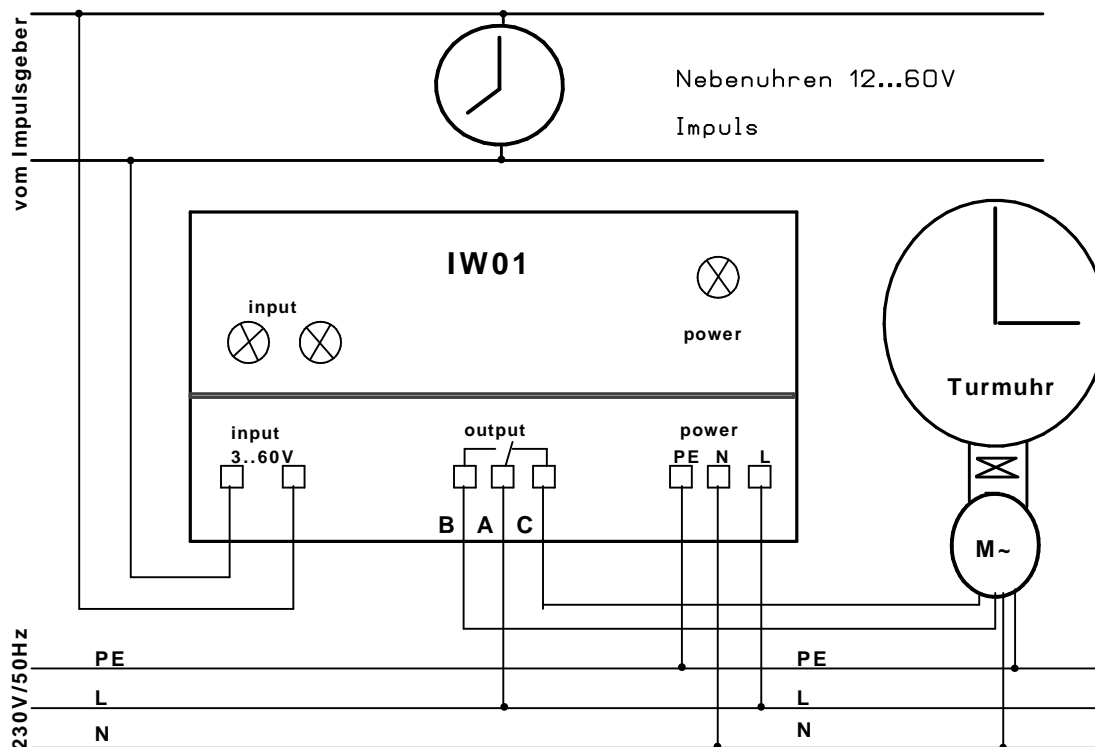 vom Impulsgeber
Nebenuhren 12...60V
Impuls
IW01
input
power
Turmuhr
input
3..60V
output
power
PE N L
B A C
M~
230V/50Hz
PE PE
L L
N N